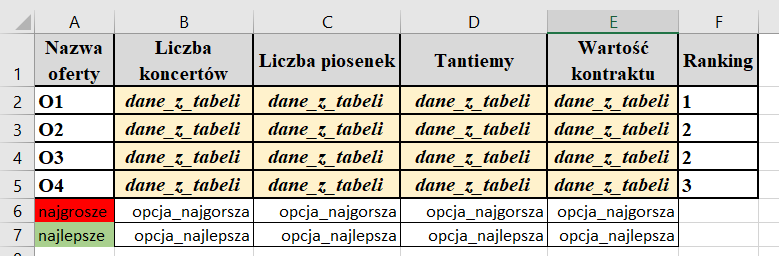 A B C D E F
1 Nazwa oferty Liczba koncertów Liczba piosenek Tantiemy Wartość kontraktu Ranking
2 O1 dane_z_tabeli dane_z_tabeli dane_z_tabeli dane_z_tabeli 1
3 O2 dane_z_tabeli dane_z_tabeli dane_z_tabeli dane_z_tabeli 2
4 O3 dane_z_tabeli dane_z_tabeli dane_z_tabeli dane_z_tabeli 2
5 O4 dane_z_tabeli dane_z_tabeli dane_z_tabeli dane_z_tabeli 3
6 najgrosze opcja_najgorsza opcja_najgorsza opcja_najgorsza opcja_najgorsza
7 najlepsze opcja_najlepsza opcja_najlepsza opcja_najlepsza opcja_najlepsza